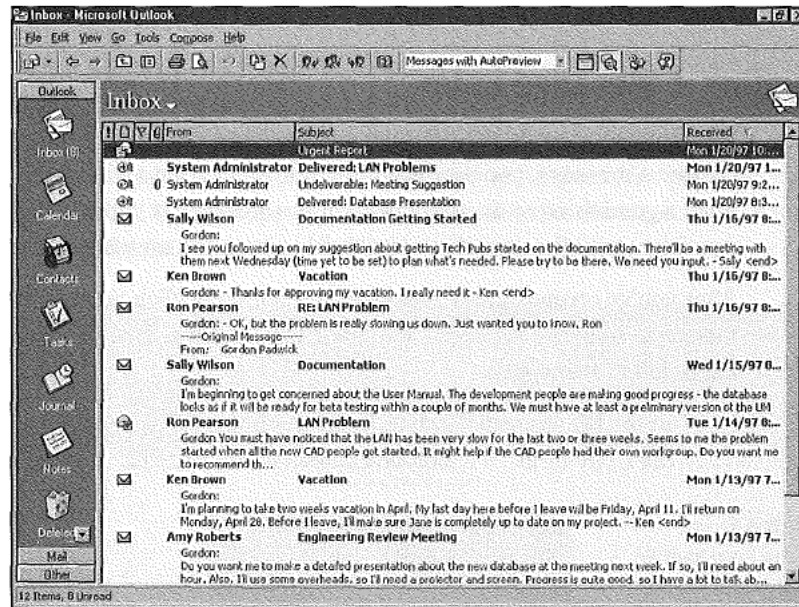 Inbox - Microsoft Outlook
File Edit View Go Tools Compose Help
Messages with AutoPreview
Outlook
Inbox
! From Subject Received
Inbox (8)
Urgent Report Mon 1/20/97 10:...
System Administrator Delivered: LAN Problems Mon 1/20/97 1...
System Administrator Undeliverable: Meeting Suggestion Mon 1/20/97 9:2...
System Administrator Delivered: Database Presentation Mon 1/20/97 8:3...
Calendar
Sally Wilson Documentation Getting Started Thu 1/16/97 8:...
Gordon:
I see you followed up on my suggestion about getting Tech Pubs started on the documentation. There'll be a meeting with
them next Wednesday (time yet to be set) to plan what's needed. Please try to be there. We need you input. - Sally <end>
Contacts
Ken Brown Vacation Thu 1/16/97 8:...
Gordon: - Thanks for approving my vacation. I really need it - Ken <end>
Ron Pearson RE: LAN Problem Thu 1/16/97 8:...
Gordon: - OK, but the problem is really slowing us down. Just wanted you to know. Ron
-----Original Message-----
From: Gordon Padwick
Tasks
Sally Wilson Documentation Wed 1/15/97 8...
Gordon:
I'm beginning to get concerned about the User Manual. The development people are making good progress - the database
looks as if it will be ready for beta testing within a couple of months. We must have at least a preliminary version of the UM
Journal
Ron Pearson LAN Problem Tue 1/14/97 8:...
Gordon You must have noticed that the LAN has been very slow for the last two or three weeks. Seems to me the problem
started when all the new CAD people got started. It might help if the CAD people had their own workgroup. Do you want me
to recommend th...
Notes
Ken Brown Vacation Mon 1/13/97 7...
Gordon:
I'm planning to take two weeks vacation in April. My last day here before I leave will be Friday, April 11. I'll return on
Monday, April 28. Before I leave, I'll make sure Jane is completely up to date on my project. -- Ken <end>
Deleted
Amy Roberts Engineering Review Meeting Mon 1/13/97 7...
Gordon:
Do you want me to make a detailed presentation about the new database at the meeting next week. If so, I'll need about an
hour. Also, I'll use some overheads, so I'll need a projector and screen. Progress is quite good, so I have a lot to talk ab...
Mail
Other
12 Items, 8 Unread